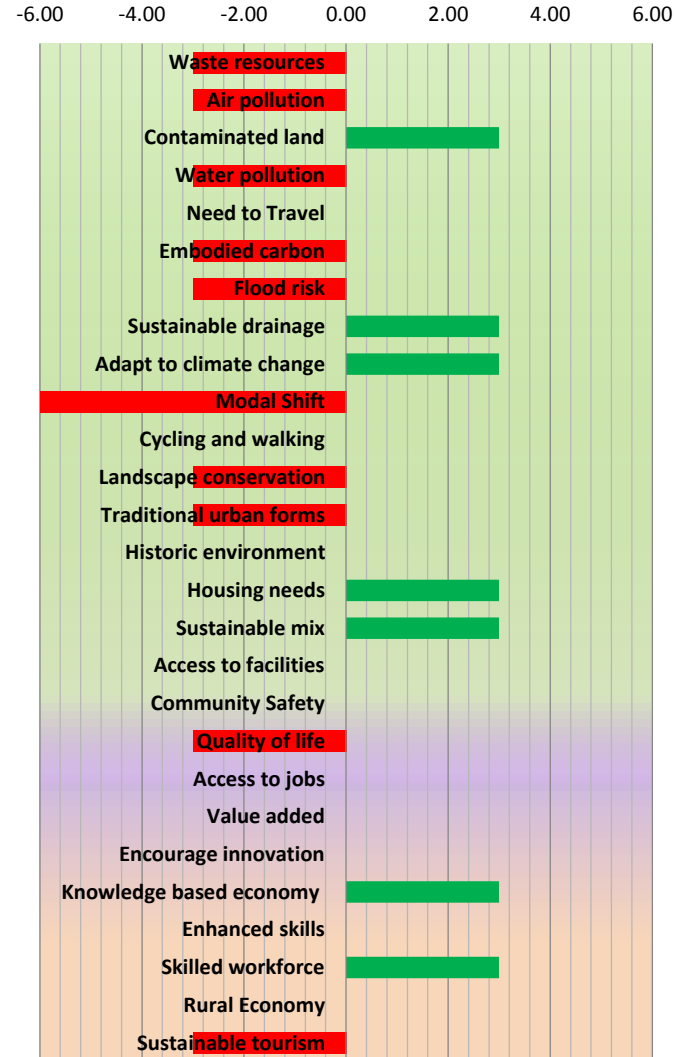 -6.00 -4.00 -2.00 0.00 2.00 4.00 6.00
Waste resources
Air pollution
Contaminated land
Water pollution
Need to Travel
Embodied carbon
Flood risk
Sustainable drainage
Adapt to climate change
Modal Shift
Cycling and walking
Landscape conservation
Traditional urban forms
Historic environment
Housing needs
Sustainable mix
Access to facilities
Community Safety
Quality of life
Access to jobs
Value added
Encourage innovation
Knowledge based economy
Enhanced skills
Skilled workforce
Rural Economy
Sustainable tourism